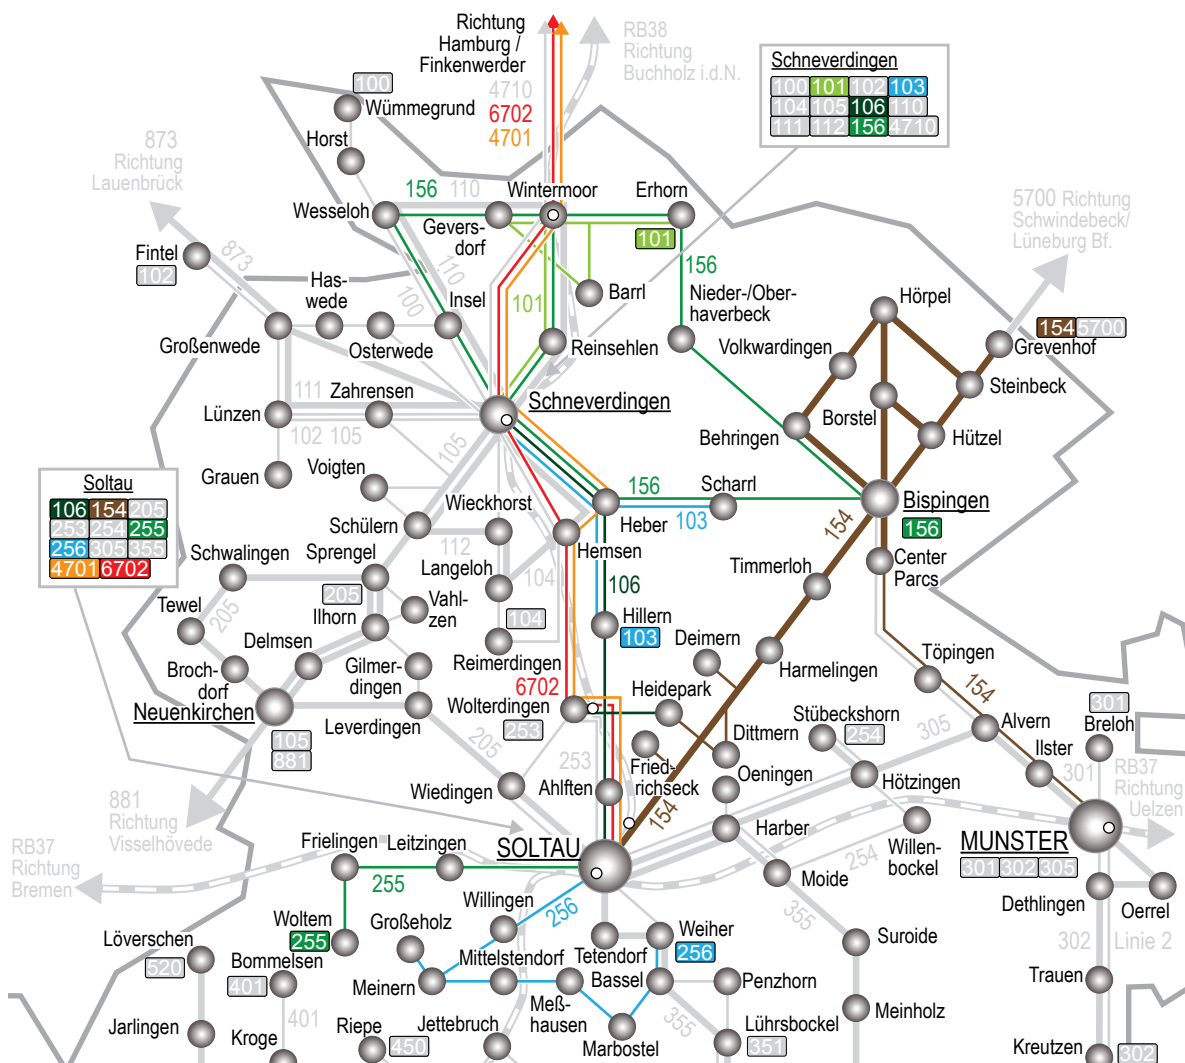 Richtung
Hamburg /
Finkenwerder
4710
6702
4701
RB38
Richtung
Buchholz i.d.N.
Schneverdingen
100 101 102 103
104 105 106 110
111 112 156 4710
100
Wümmegrund
Horst
873
Richtung
Lauenbrück
156
110
Wintermoor
Erhorn
Wesseloh
Gevers-
dorf
101
5700 Richtung
Schwindebeck/
Lüneburg Bf.
Fintel
102
873
110
100
156
Has-
wede
Insel
101
Barrl
Nieder-/Ober-
haverbeck
Hörpel
154 5700
Grevenhof
Großenwede
Osterwede
Reinsehlen
Volkwardingen
Steinbeck
111
Zahrensen
Schneverdingen
Lünzen
102
105
105
Borstel
Behringen
Hützel
Grauen
Voigten
Soltau
106 154 205
253 254 255
256 305 355
4701 6702
Wieckhorst
156
Scharrl
103
Heber
Bispingen
156
154
Schülern
112
Hemsen
Schwalingen
Sprengel
Langeloh
104
106
Timmerloh
Center
Parcs
205
Ilhorn
Vahl-
zen
104
Hillern
103
Tewel
205
Delmsen
Deimern
Harmelingen
Töpingen
Broch-
dorf
Gilmer-
dingen
Reimerdingen
6702
Heidepark
154
Neuenkirchen
Wolterdingen
253
Stübeckshorn
254
305
Alvern
301
Breloh
Leverdingen
105
881
205
253
Dittmern
Ilster
Fried-
richseck
Oeningen
Hötzingen
301
RB37
Richtung
Uelzen
881
Richtung
Visselhövede
Wiedingen
Ahlften
154
RB37
Richtung
Bremen
Frielingen
Leitzingen
SOLTAU
Harber
Willen-
bockel
MUNSTER
301 302 305
254
255
Moide
Willingen
256
355
Dethlingen
Oerrel
Woltem
255
Großeholz
Weiher
256
Löverschen
520
Bommelsen
401
Mittelstendorf
Tetendorf
Suroide
302
Linie 2
Meinern
Bassel
Penzhorn
Trauen
Meß-
hausen
355
Meinholz
Jarlingen
401
Kroge
Riepe
450
Jettebruch
Marbostel
Lührsbockel
351
Kreutzen
302